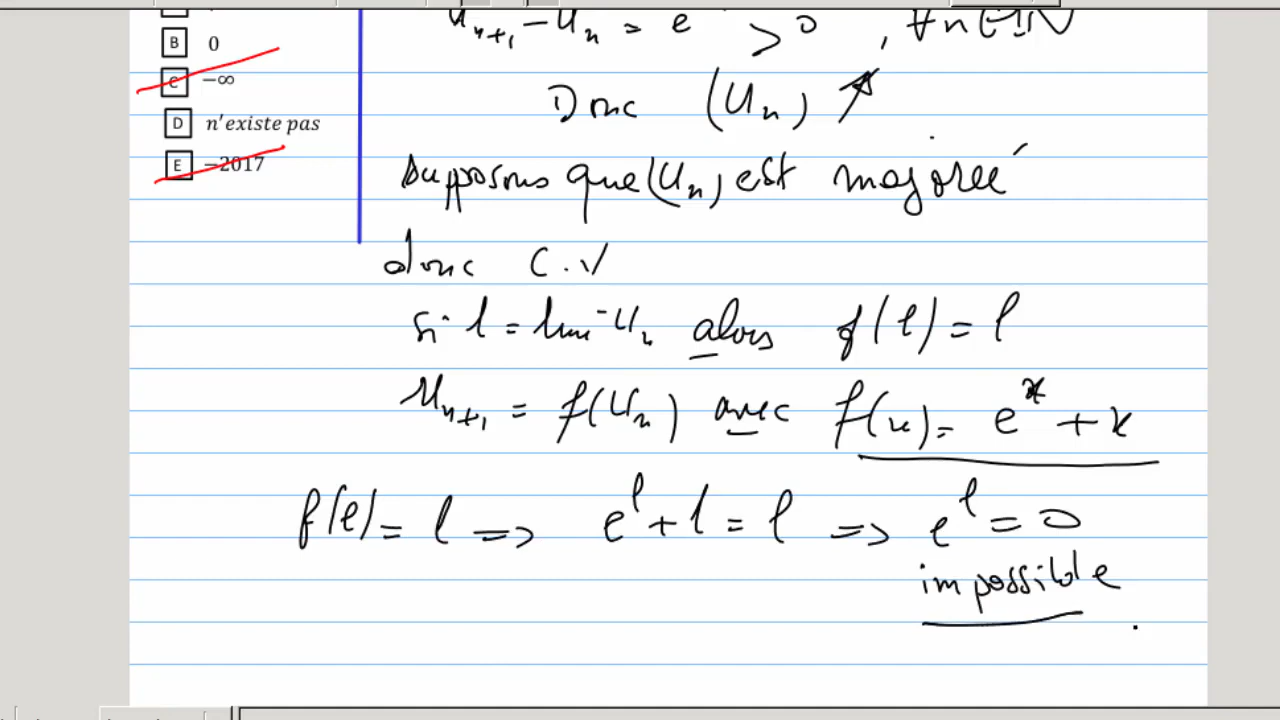 B 0
C −∞
D n'existe pas
E −2017
u_{n+1} − u_n = e > 0 , ∀n∈ℕ
Donc (U_n) ↗
Supposons que (U_n) est majorée
donc C.V
si l = lim U_n alors f(l) = l
U_{n+1} = f(U_n) avec f(x) = e^x + x
f(l) = l => e^l + l = l => e^l = 0
impossible